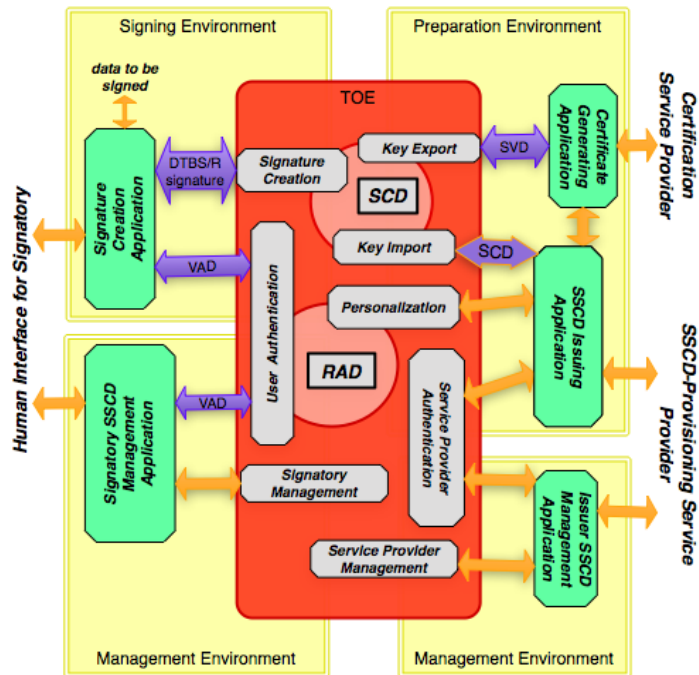 Signing Environment
Preparation Environment
data to be
signed
TOE
Certification
Service Provider
Certificate
Generating
Application
Key Export
SVD
DTBS/R
signature
Signature
Creation
SCD
Signature
Creation
Application
Human Interface for Signatory
Key Import
SCD
VAD
User Authentication
Personalization
SSCD Issuing
Application
RAD
Service Provider
Authentication
SSCD-Provisioning Service
Provider
Signatory SSCD
Management
Application
VAD
Signatory
Management
Issuer SSCD
Management
Application
Service Provider
Management
Management Environment
Management Environment